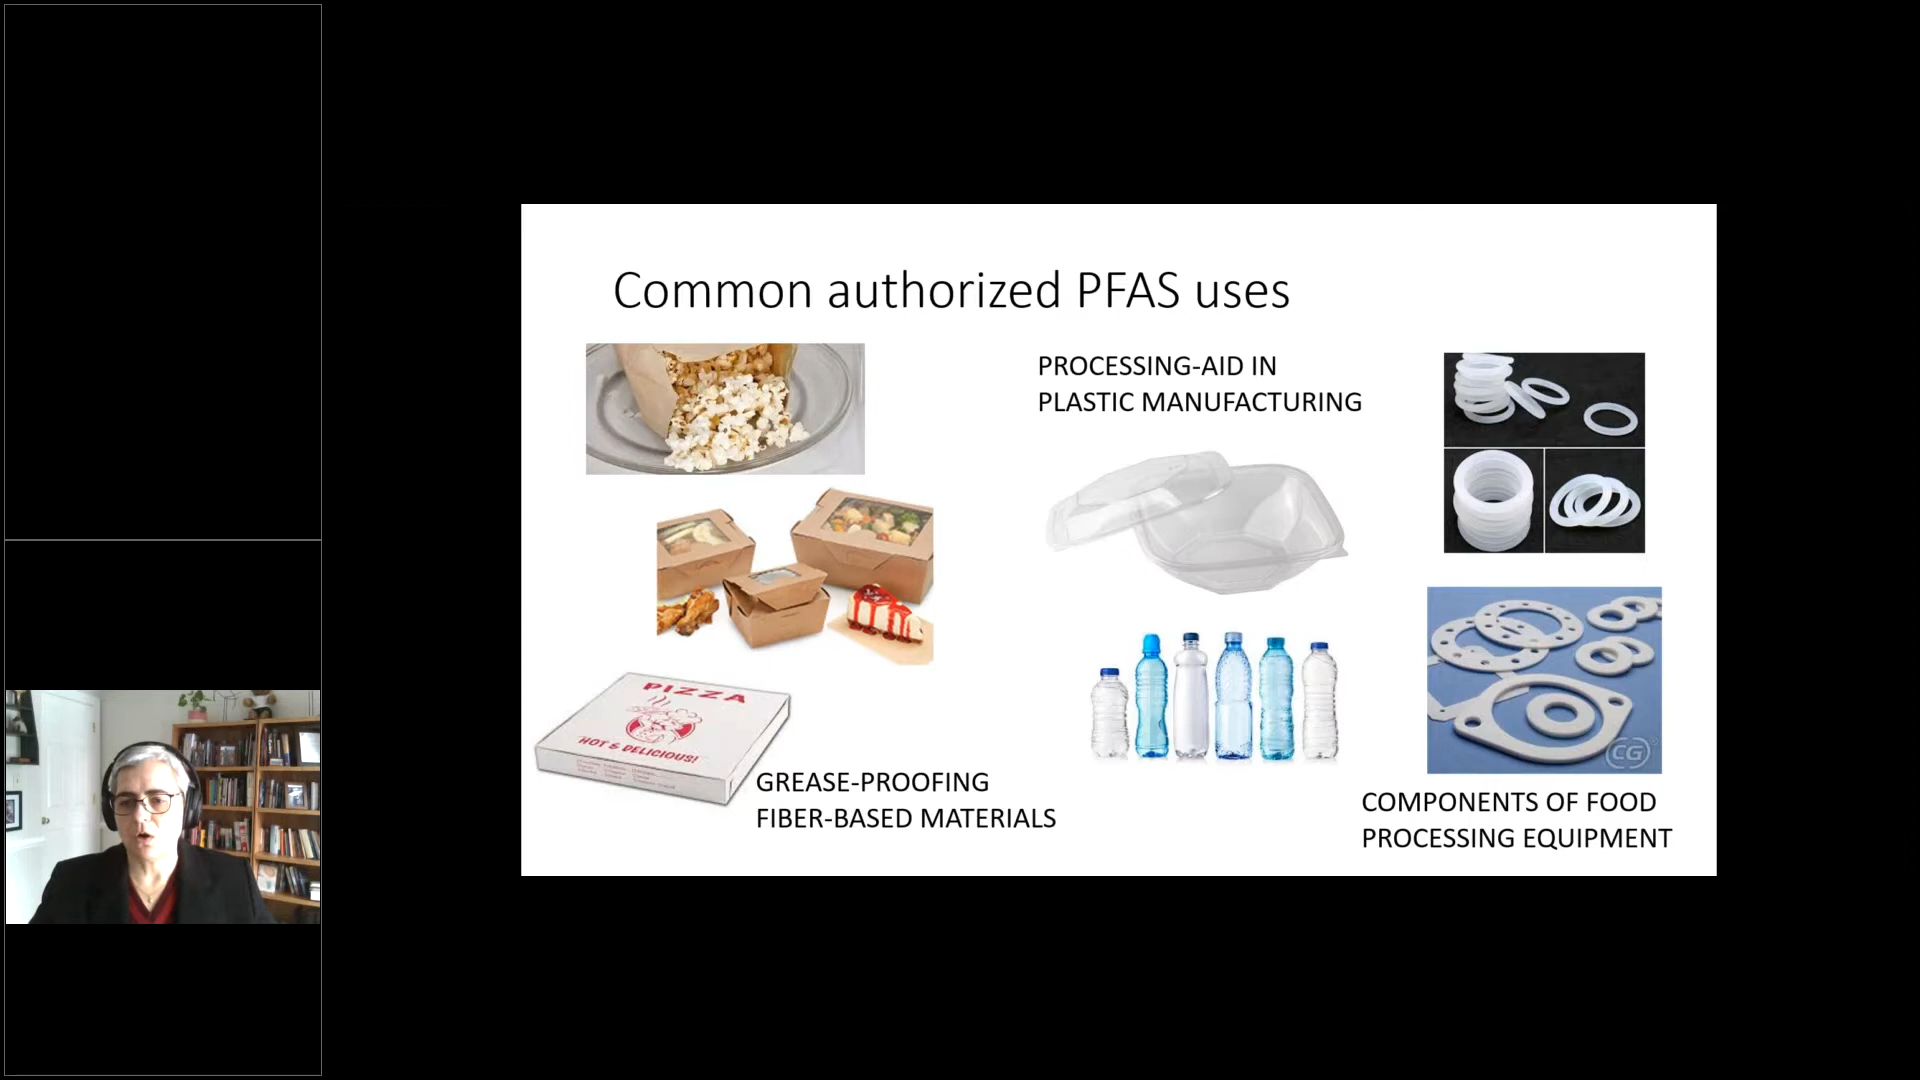 Common authorized PFAS uses
PROCESSING-AID IN
PLASTIC MANUFACTURING
PIZZA
HOT & DELICIOUS!
GREASE-PROOFING
FIBER-BASED MATERIALS
CG
COMPONENTS OF FOOD
PROCESSING EQUIPMENT